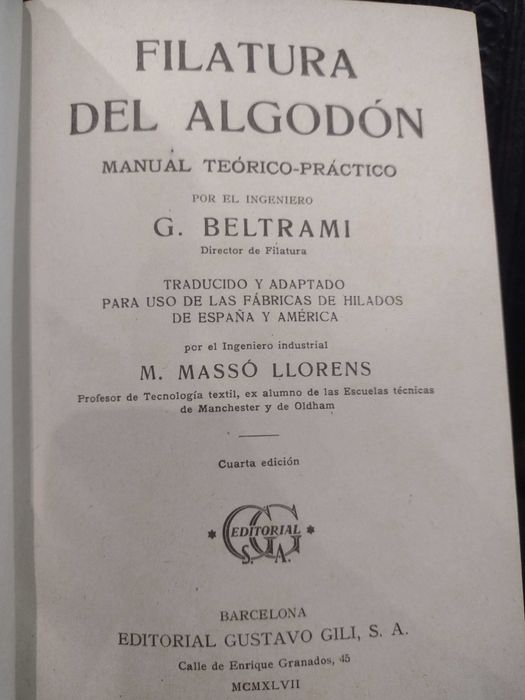 FILATURA
DEL ALGODÓN
MANUAL TEÓRICO-PRÁCTICO
POR EL INGENIERO
G. BELTRAMI
Director de Filatura
TRADUCIDO Y ADAPTADO
PARA USO DE LAS FÁBRICAS DE HILADOS
DE ESPAÑA Y AMÉRICA
por el Ingeniero industrial
M. MASSÓ LLORENS
Profesor de Tecnología textil, ex alumno de las Escuelas técnicas
de Manchester y de Oldham
Cuarta edición
GG
EDITORIAL
S. A.
BARCELONA
EDITORIAL GUSTAVO GILI, S. A.
Calle de Enrique Granados, 45
MCMXLVII